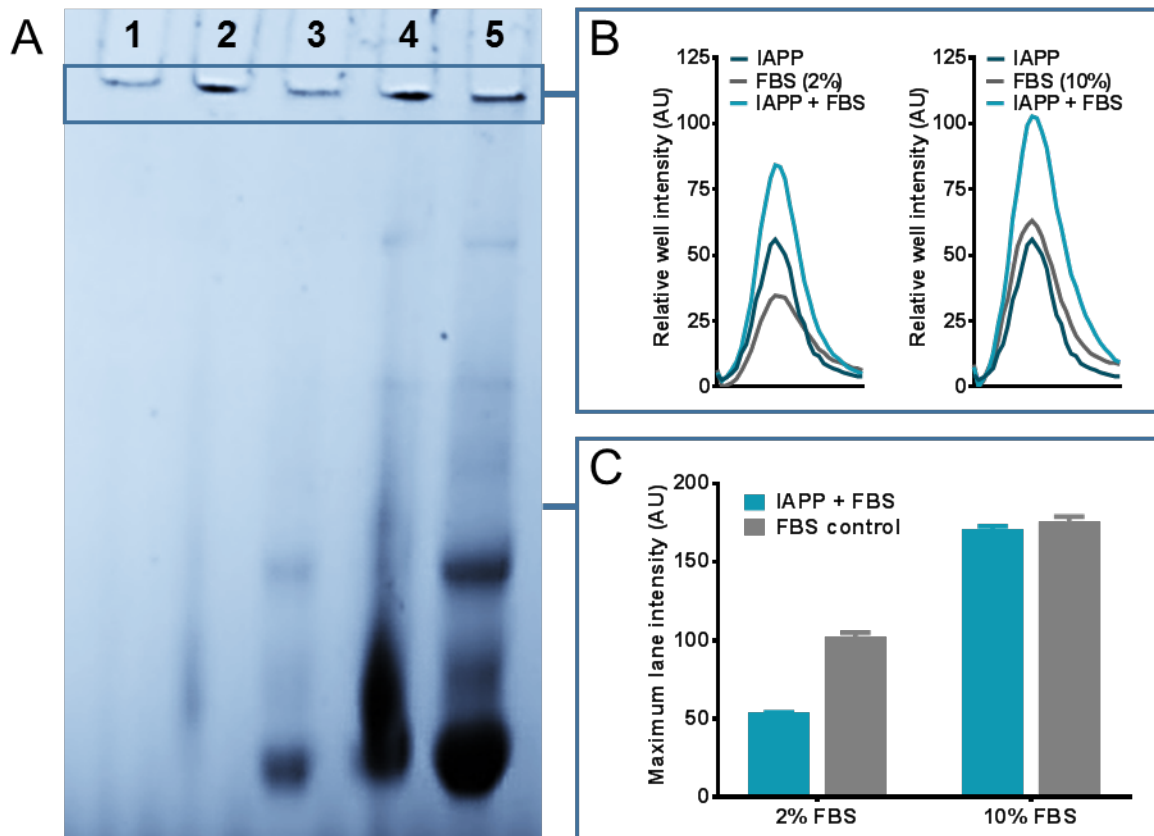 A
1 2 3 4 5
B
Relative well intensity (AU)
125
100
75
50
25
0
IAPP
FBS (2%)
IAPP + FBS
Relative well intensity (AU)
125
100
75
50
25
0
IAPP
FBS (10%)
IAPP + FBS
C
Maximum lane intensity (AU)
200
150
100
50
0
IAPP + FBS
FBS control
2% FBS 10% FBS